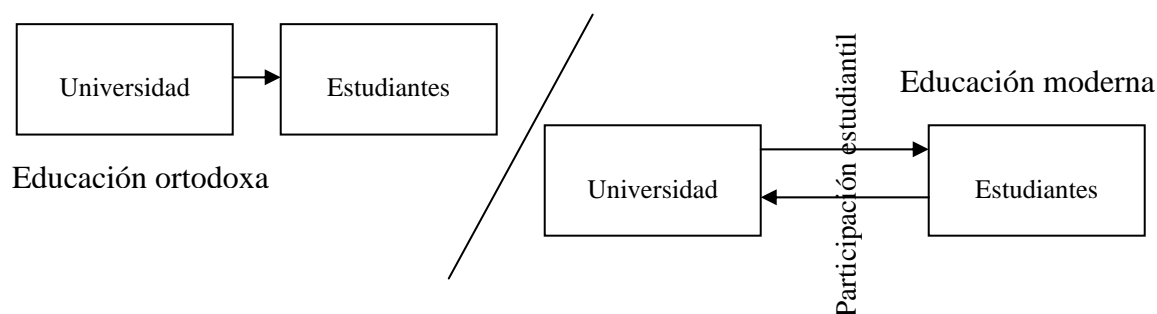 Universidad
Estudiantes
Educación ortodoxa
Educación moderna
Universidad
Participación estudiantil
Estudiantes